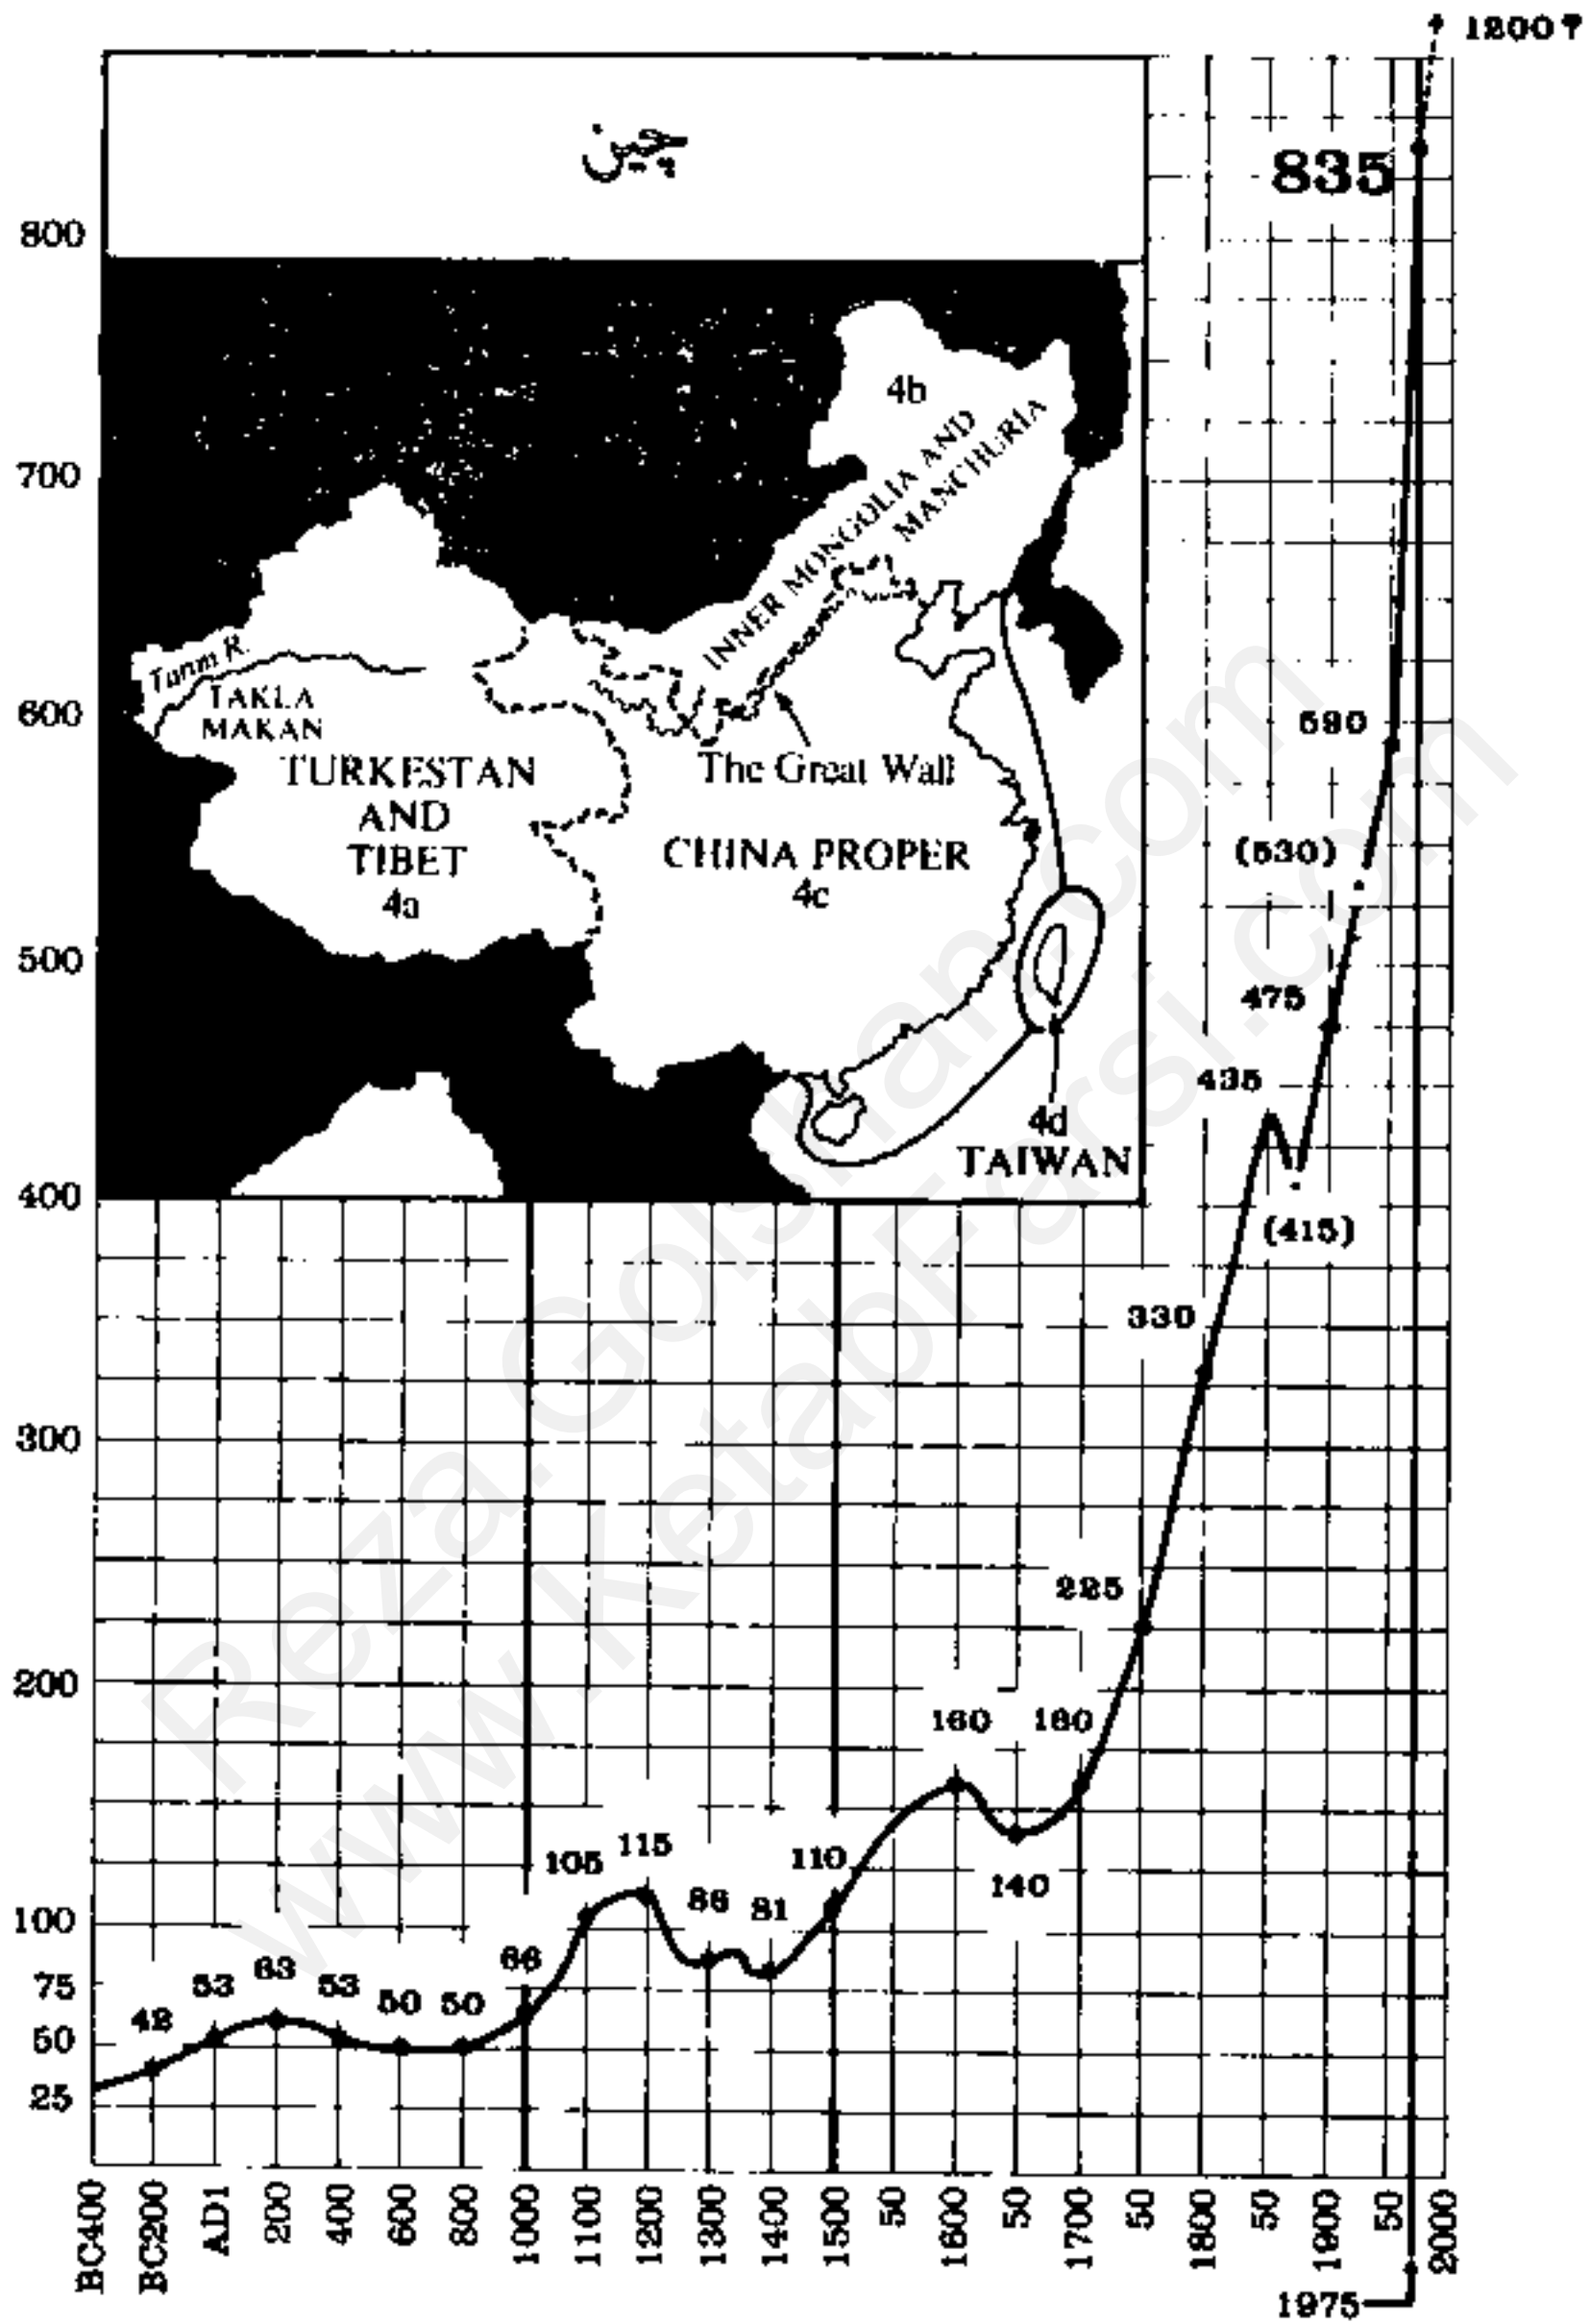 1200?
چین
835
800
4b
INNER MONGOLIA AND
MANCHURIA
700
Tarim R.
TAKLA
MAKAN
600
590
The Great Wall
TURKESTAN
AND
TIBET
4a
CHINA PROPER
4c
(530)
500
475
435
4d
TAIWAN
400
(415)
330
300
225
200
160 160
115
105
110
140
86 81
100
66
75
53 63 53 50 50
42
50
25
BC400 BC200 AD1 200 400 600 800 1000 1100 1200 1300 1400 1500 50 1600 50 1700 50 1800 50 1900 50 2000
1975
Reza.Golshan.com
www.KetabFarsi.com